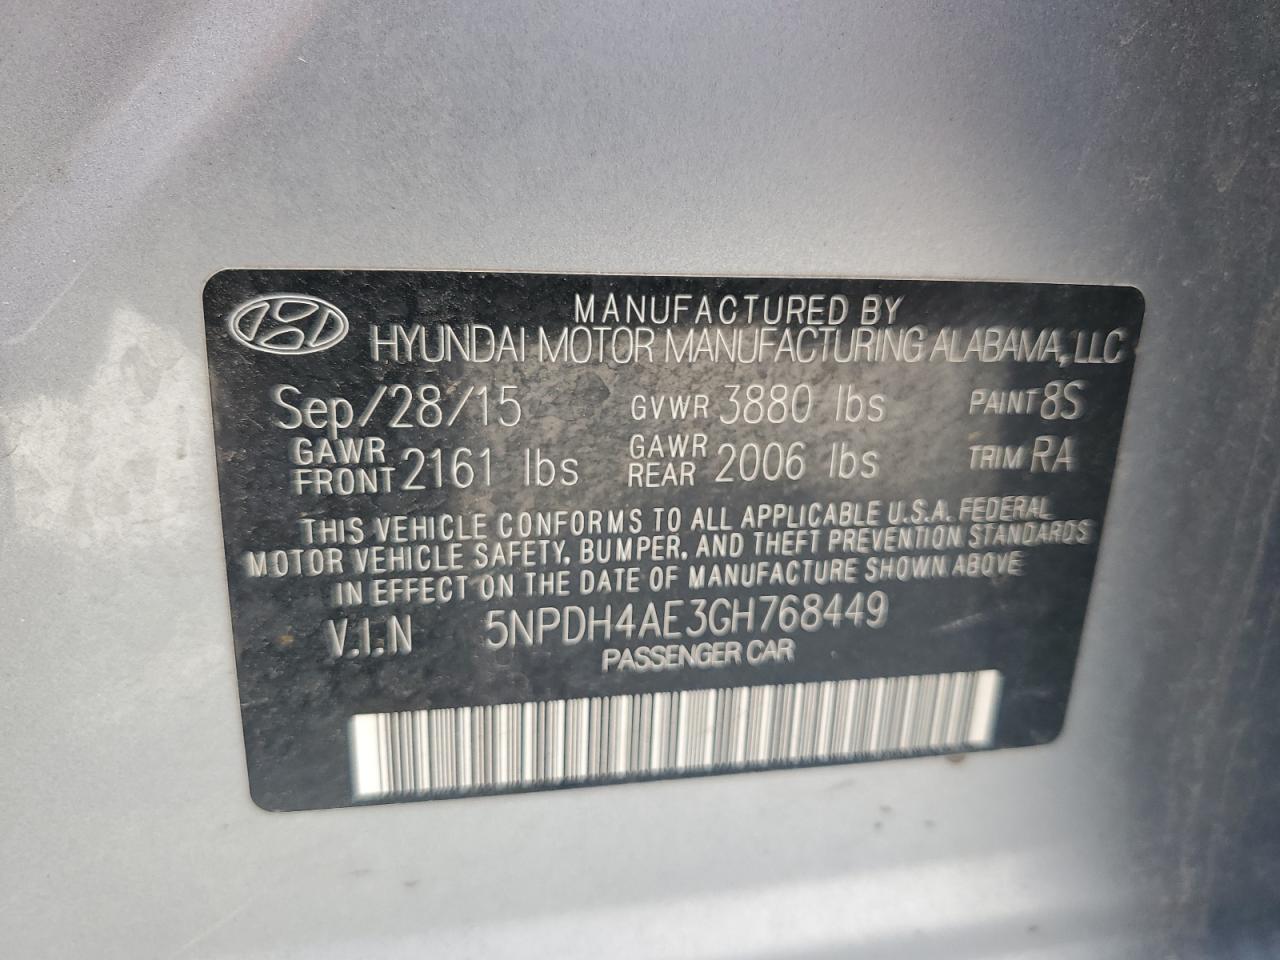 MANUFACTURED BY
HYUNDAI MOTOR MANUFACTURING ALABAMA, LLC
Sep/28/15 GVWR 3880 lbs PAINT 8S
GAWR FRONT 2161 lbs GAWR REAR 2006 lbs TRIM RA
THIS VEHICLE CONFORMS TO ALL APPLICABLE U.S.A. FEDERAL
MOTOR VEHICLE SAFETY, BUMPER, AND THEFT PREVENTION STANDARDS
IN EFFECT ON THE DATE OF MANUFACTURE SHOWN ABOVE
V.I.N 5NPDH4AE3GH768449
PASSENGER CAR